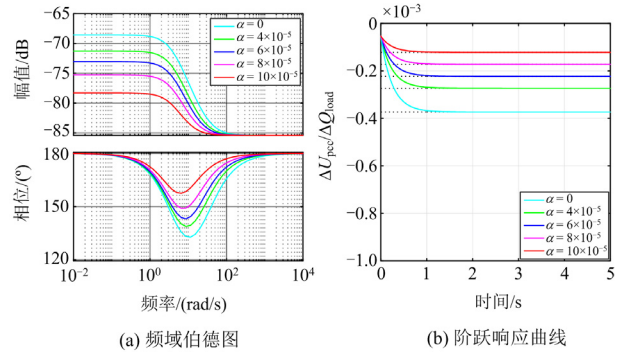 幅值/dB
−65
−70
−75
−80
−85
α = 0
α = 4×10⁻⁵
α = 6×10⁻⁵
α = 8×10⁻⁵
α = 10×10⁻⁵
相位/(º)
180
150
120
10⁻² 10⁰ 10² 10⁴
频率/(rad/s)
(a) 频域伯德图
×10⁻³
ΔU_pcc/ΔQ_load
0
−0.2
−0.4
−0.6
−0.8
−1.0
α = 0
α = 4×10⁻⁵
α = 6×10⁻⁵
α = 8×10⁻⁵
α = 10×10⁻⁵
0 1 2 3 4 5
时间/s
(b) 阶跃响应曲线